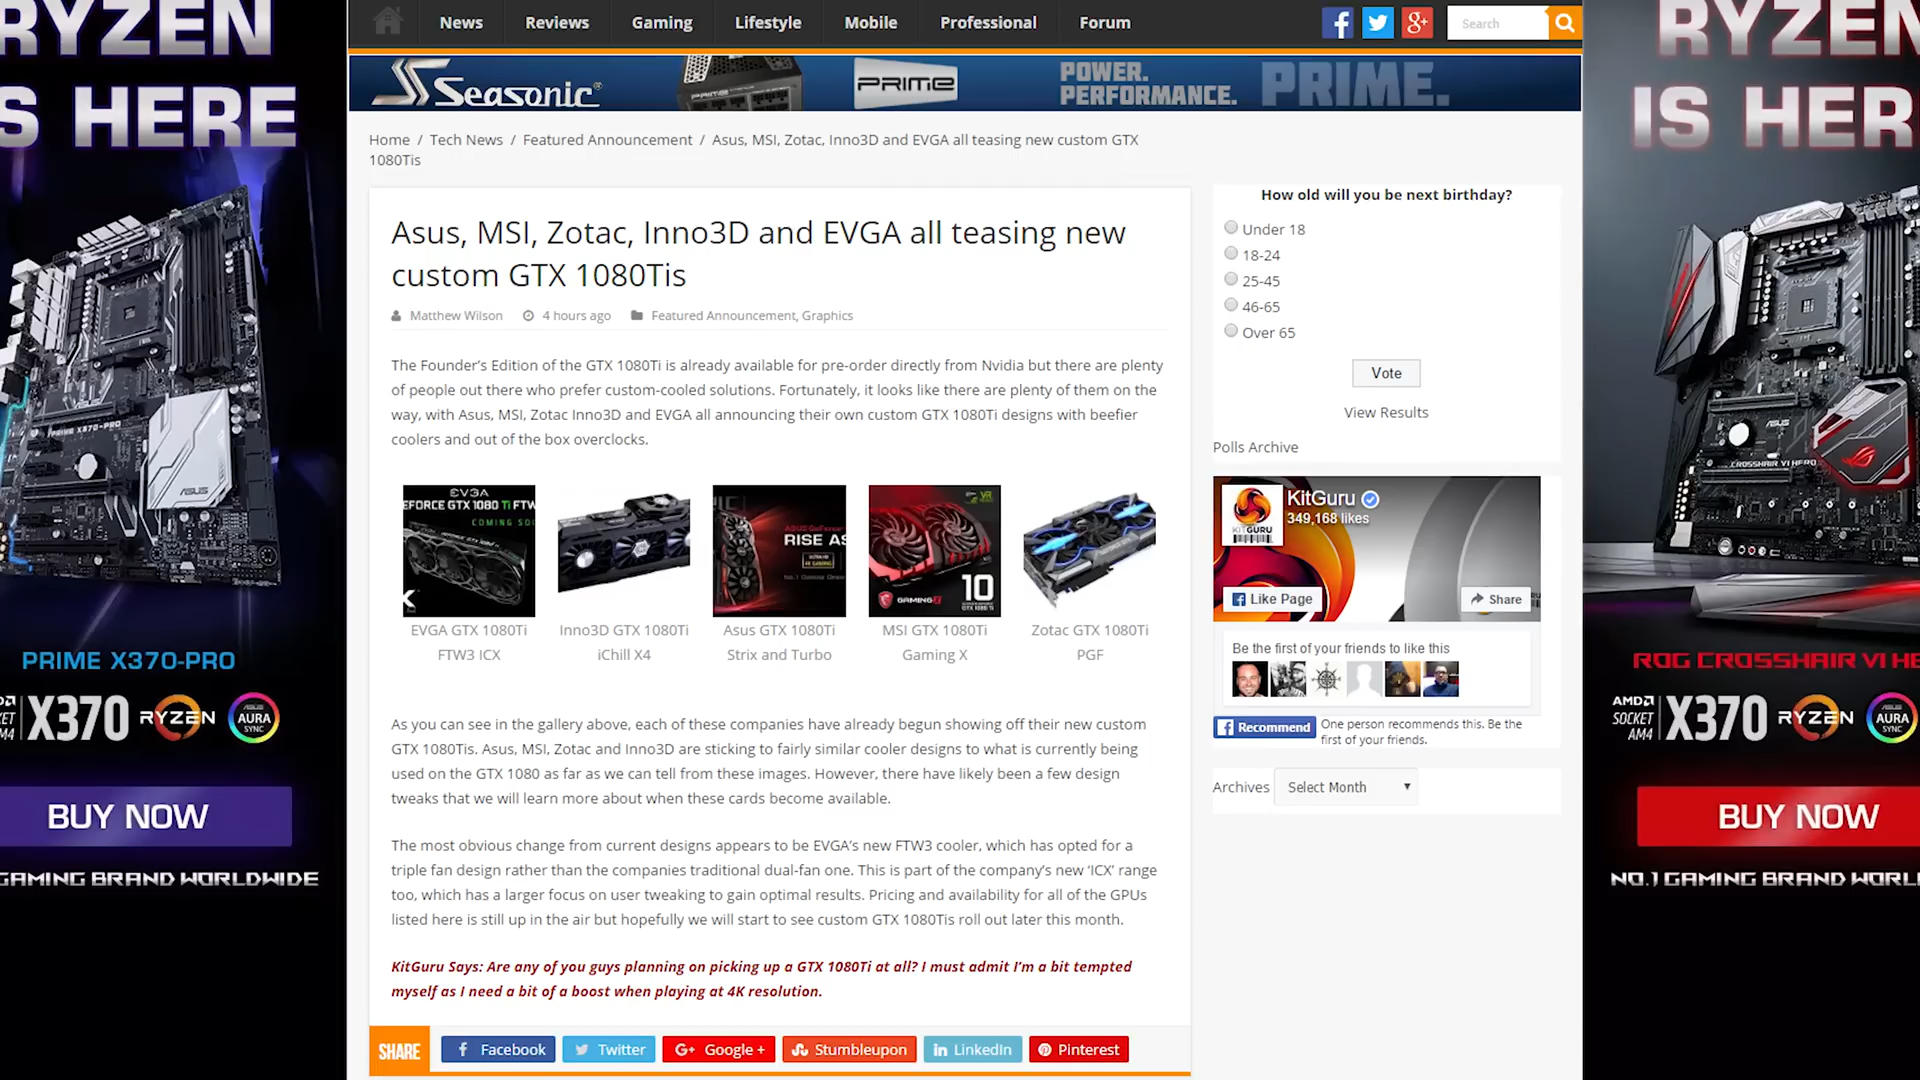 RYZEN
IS HERE
PRIME X370-PRO
ASUS
PRIME X370-PRO
X370
RYZEN
AURA
SYNC
BUY NOW
GAMING BRAND WORLDWIDE
News
Reviews
Gaming
Lifestyle
Mobile
Professional
Forum
Search
Seasonic
PRIME
POWER.
PERFORMANCE.
PRIME.
Home / Tech News / Featured Announcement / Asus, MSI, Zotac, Inno3D and EVGA all teasing new custom GTX
1080Tis
Asus, MSI, Zotac, Inno3D and EVGA all teasing new
custom GTX 1080Tis
Matthew Wilson 4 hours ago Featured Announcement, Graphics
The Founder's Edition of the GTX 1080Ti is already available for pre-order directly from Nvidia but there are plenty
of people out there who prefer custom-cooled solutions. Fortunately, it looks like there are plenty of them on the
way, with Asus, MSI, Zotac Inno3D and EVGA all announcing their own custom GTX 1080Ti designs with beefier
coolers and out of the box overclocks.
EVGA
EFORCE GTX 1080 Ti FTW
COMING SO
RISE AS
VR
10
GAMING
EVGA GTX 1080Ti
FTW3 ICX
Inno3D GTX 1080Ti
iChill X4
Asus GTX 1080Ti
Strix and Turbo
MSI GTX 1080Ti
Gaming X
Zotac GTX 1080Ti
PGF
As you can see in the gallery above, each of these companies have already begun showing off their new custom
GTX 1080Tis. Asus, MSI, Zotac and Inno3D are sticking to fairly similar cooler designs to what is currently being
used on the GTX 1080 as far as we can tell from these images. However, there have likely been a few design
tweaks that we will learn more about when these cards become available.
The most obvious change from current designs appears to be EVGA's new FTW3 cooler, which has opted for a
triple fan design rather than the companies traditional dual-fan one. This is part of the company's new 'ICX' range
too, which has a larger focus on user tweaking to gain optimal results. Pricing and availability for all of the GPUs
listed here is still up in the air but hopefully we will start to see custom GTX 1080Tis roll out later this month.
KitGuru Says: Are any of you guys planning on picking up a GTX 1080Ti at all? I must admit I'm a bit tempted
myself as I need a bit of a boost when playing at 4K resolution.
SHARE
Facebook
Twitter
Google +
Stumbleupon
LinkedIn
Pinterest
How old will you be next birthday?
Under 18
18-24
25-45
46-65
Over 65
Vote
View Results
Polls Archive
KitGuru
349,168 likes
Like Page
Share
Be the first of your friends to like this
Recommend
One person recommends this. Be the
first of your friends.
Archives
Select Month
RYZEN
IS HER
CROSSHAIR VI HERO
ROG CROSSHAIR VI HE
AMD
SOCKET
AM4
X370
RYZEN
AURA
SYNC
BUY NOW
NO.1 GAMING BRAND WORL